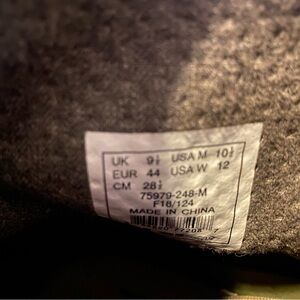 UK 9½ USA M 10½
EUR 44 USA W 12
CM 28½
75979-248-M
F18/124
MADE IN CHINA